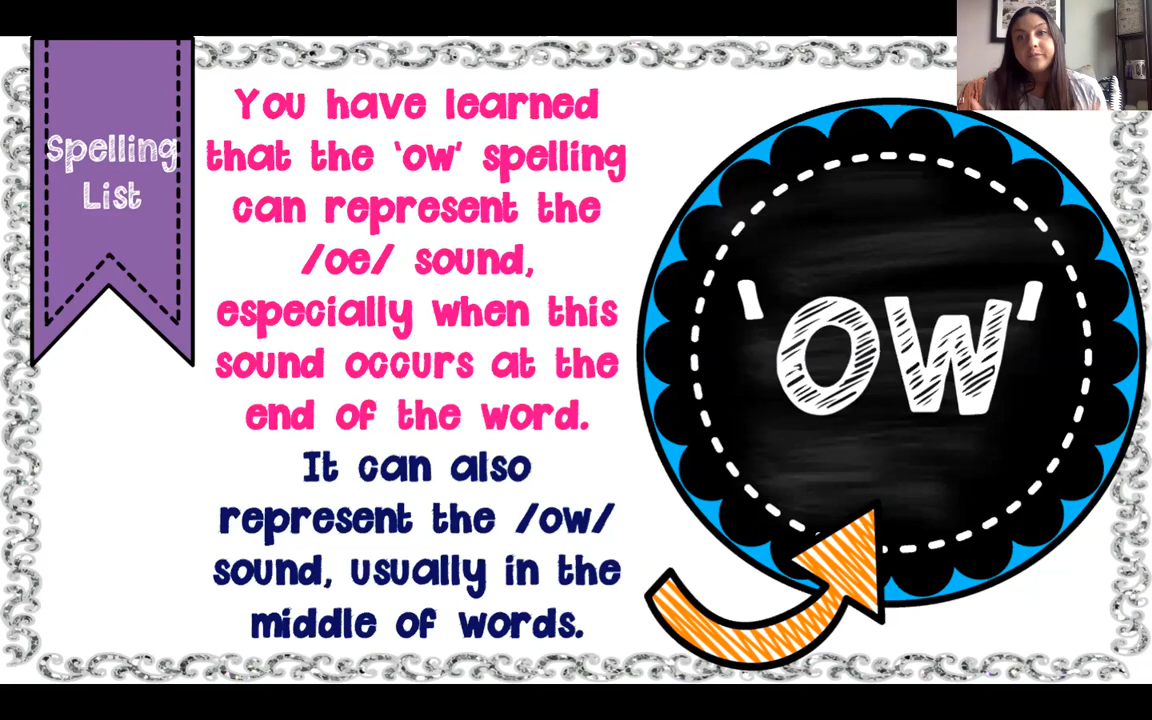 Spelling
List
You have learned
that the 'ow' spelling
can represent the
/oe/ sound,
especially when this
sound occurs at the
end of the word.
It can also
represent the /ow/
sound, usually in the
middle of words.
'ow'